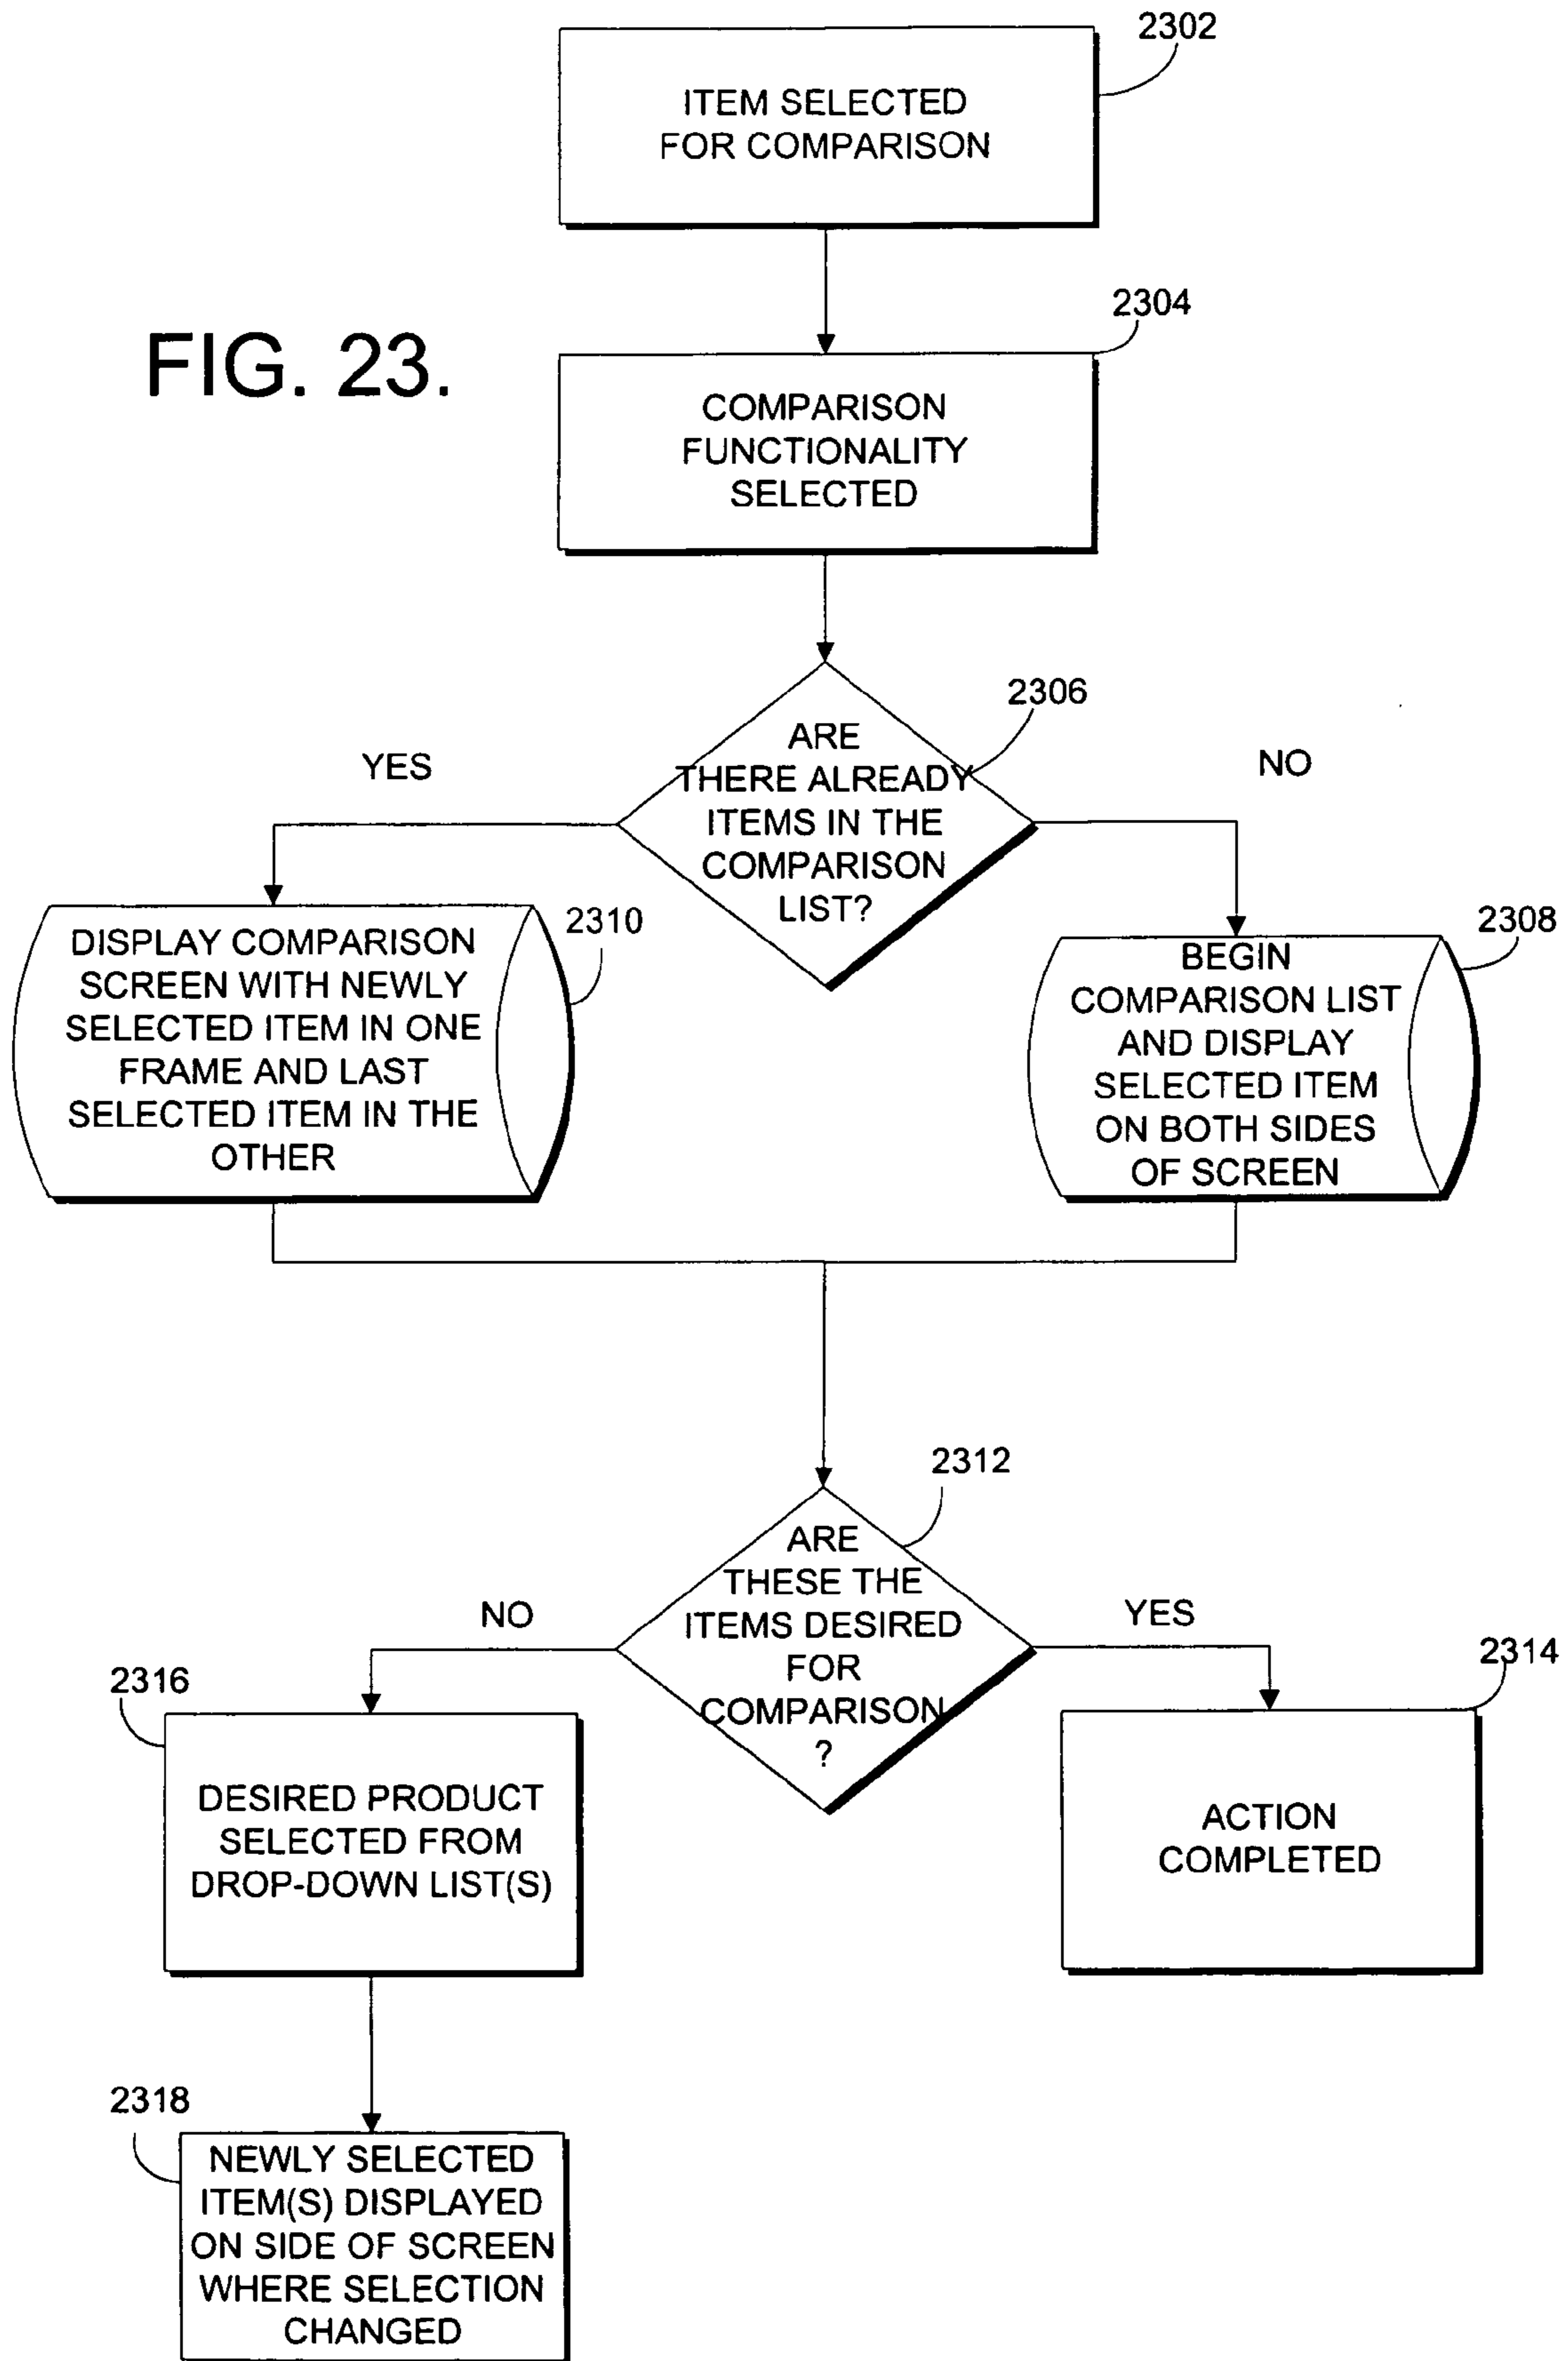 2302
ITEM SELECTED
FOR COMPARISON
FIG. 23.
2304
COMPARISON
FUNCTIONALITY
SELECTED
2306
ARE
THERE ALREADY
ITEMS IN THE
COMPARISON
LIST?
YES
NO
2310
DISPLAY COMPARISON
SCREEN WITH NEWLY
SELECTED ITEM IN ONE
FRAME AND LAST
SELECTED ITEM IN THE
OTHER
2308
BEGIN
COMPARISON LIST
AND DISPLAY
SELECTED ITEM
ON BOTH SIDES
OF SCREEN
2312
ARE
THESE THE
ITEMS DESIRED
FOR
COMPARISON
?
NO
YES
2316
DESIRED PRODUCT
SELECTED FROM
DROP-DOWN LIST(S)
2314
ACTION
COMPLETED
2318
NEWLY SELECTED
ITEM(S) DISPLAYED
ON SIDE OF SCREEN
WHERE SELECTION
CHANGED